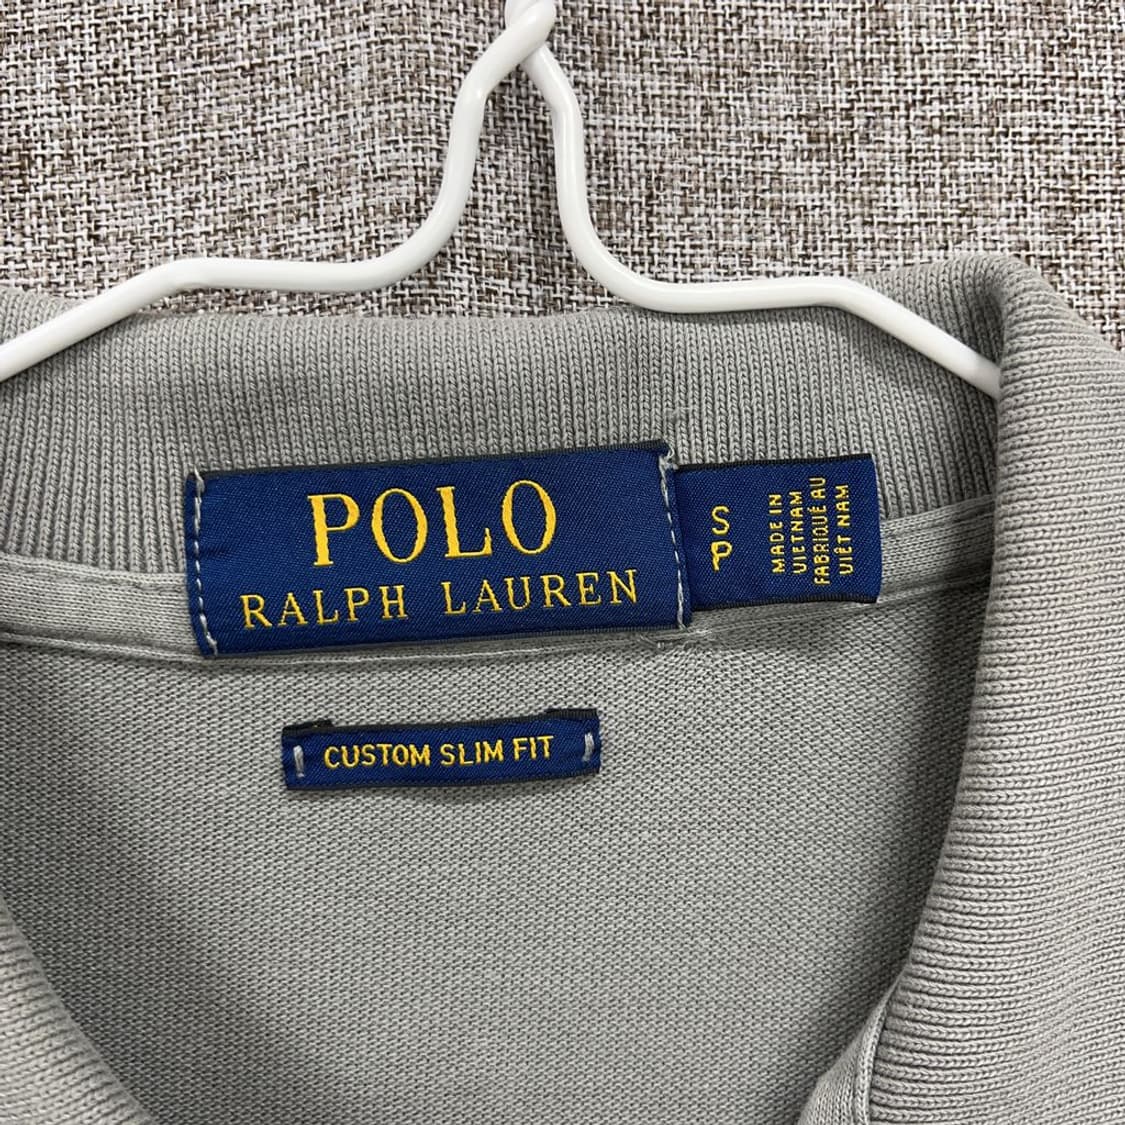 POLO
RALPH LAUREN
S
P
MADE IN
VIETNAM
FABRIQUÉ AU
VIÊT NAM
CUSTOM SLIM FIT